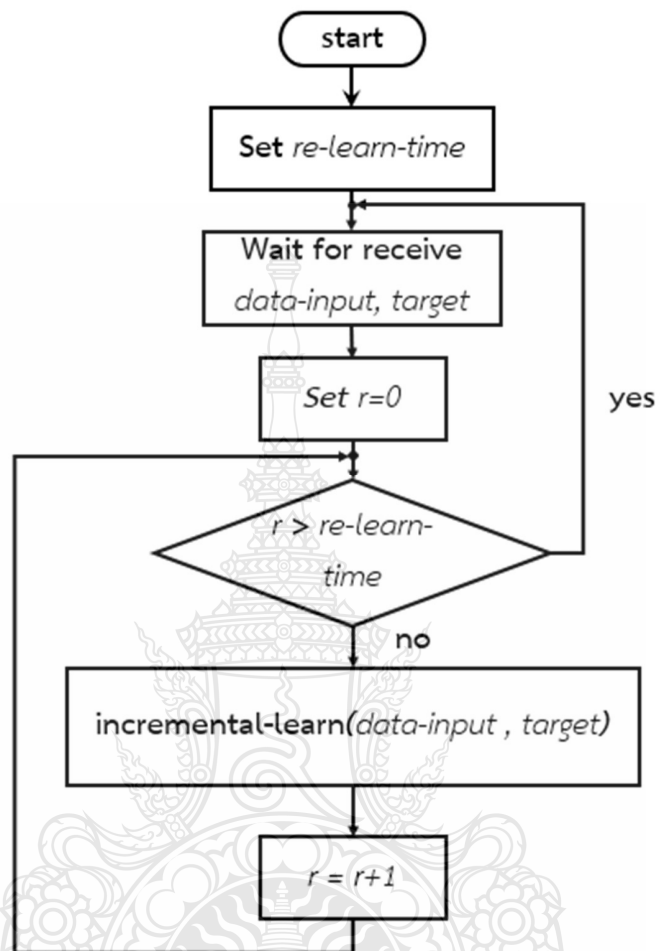 start
Set re-learn-time
Wait for receive
data-input, target
Set r=0
yes
r > re-learn-
time
no
incremental-learn(data-input , target)
r = r+1